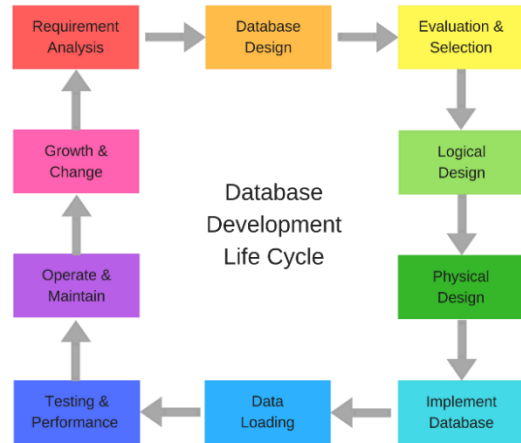 Requirement
Analysis
Database
Design
Evaluation &
Selection
Growth &
Change
Logical
Design
Database
Development
Life Cycle
Operate &
Maintain
Physical
Design
Testing &
Performance
Data
Loading
Implement
Database